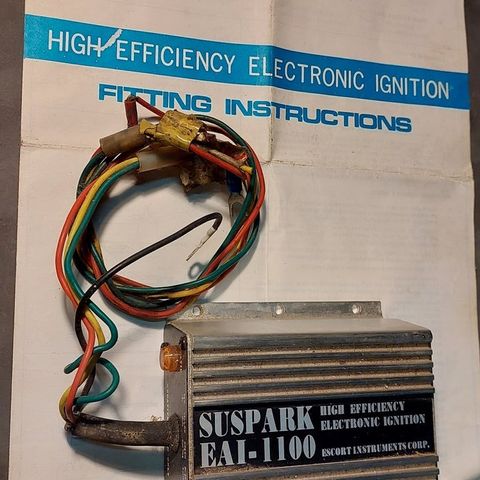 HIGH EFFICIENCY ELECTRONIC IGNITION
FITTING INSTRUCTIONS
SUSPARK
EAI-1100
HIGH EFFICIENCY
ELECTRONIC IGNITION
ESCORT INSTRUMENTS CORP.